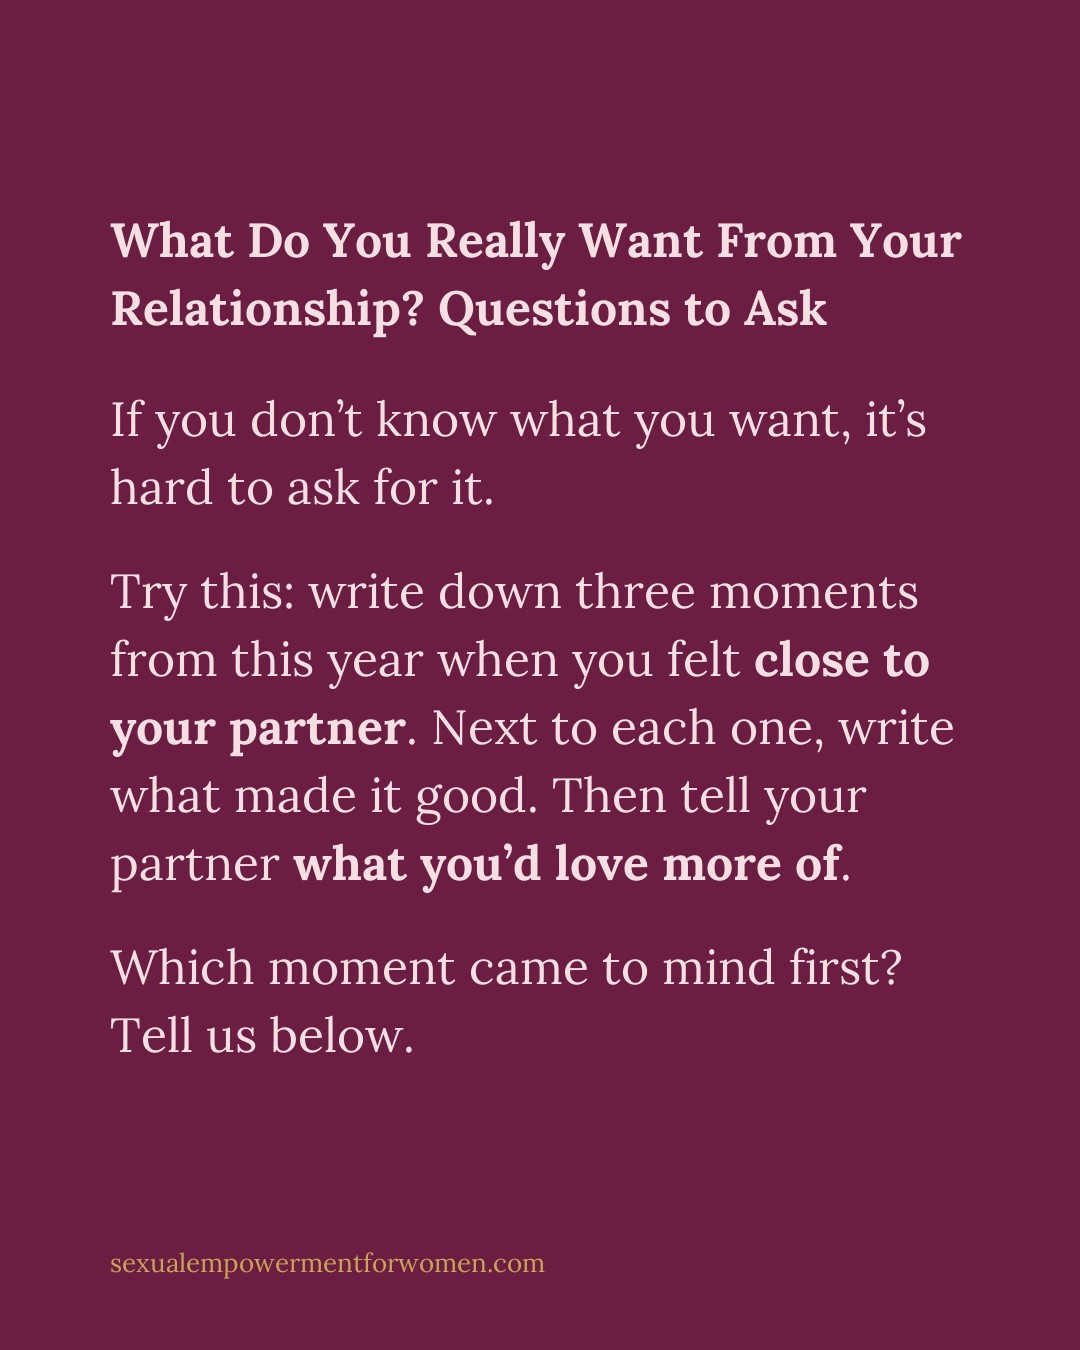 What Do You Really Want From Your
Relationship? Questions to Ask
If you don’t know what you want, it’s
hard to ask for it.
Try this: write down three moments
from this year when you felt close to
your partner. Next to each one, write
what made it good. Then tell your
partner what you’d love more of.
Which moment came to mind first?
Tell us below.
sexualempowermentforwomen.com